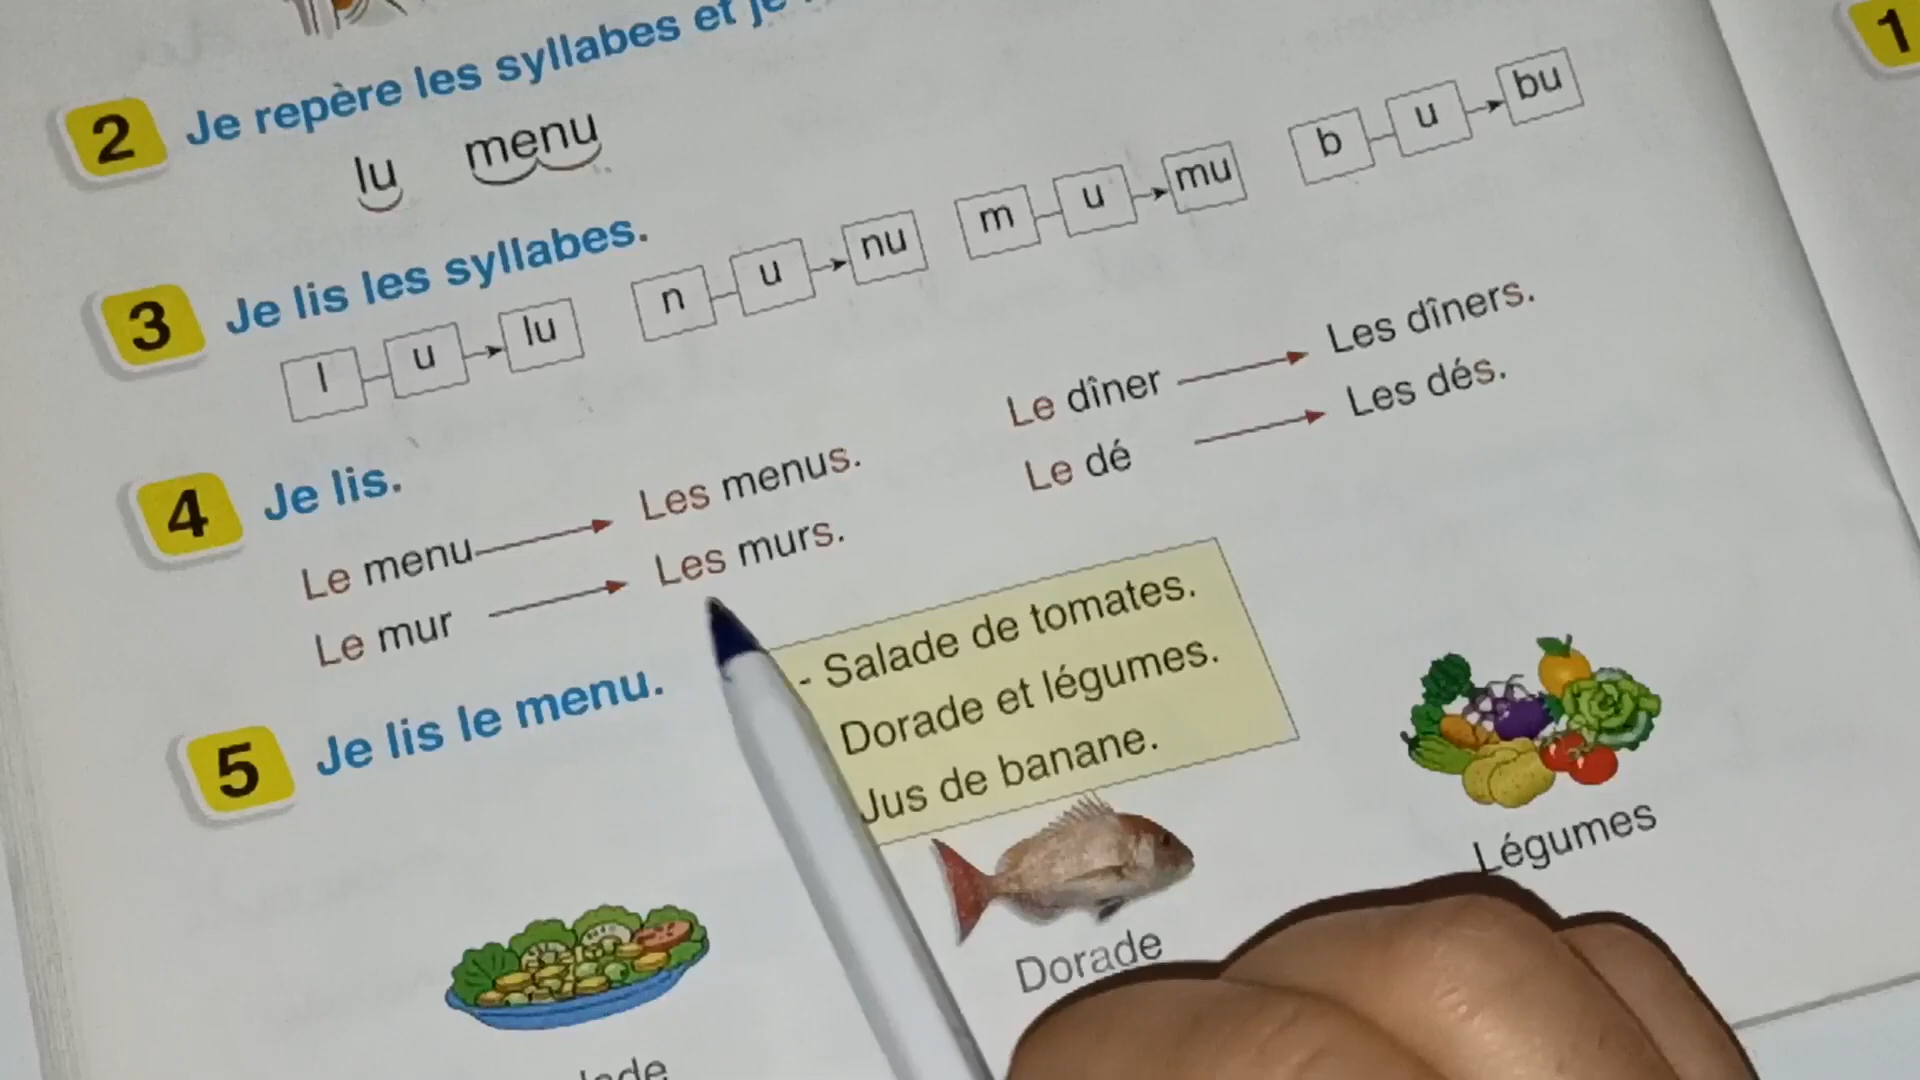 2 Je repère les syllabes et je
lu menu
3 Je lis les syllabes.
l u lu n u nu m u mu b u bu
4 Je lis.
Le menu Les menus. Le dîner Les dîners.
Le mur Les murs. Le dé Les dés.
5 Je lis le menu.
- Salade de tomates.
Dorade et légumes.
Jus de banane.
Dorade Légumes
1